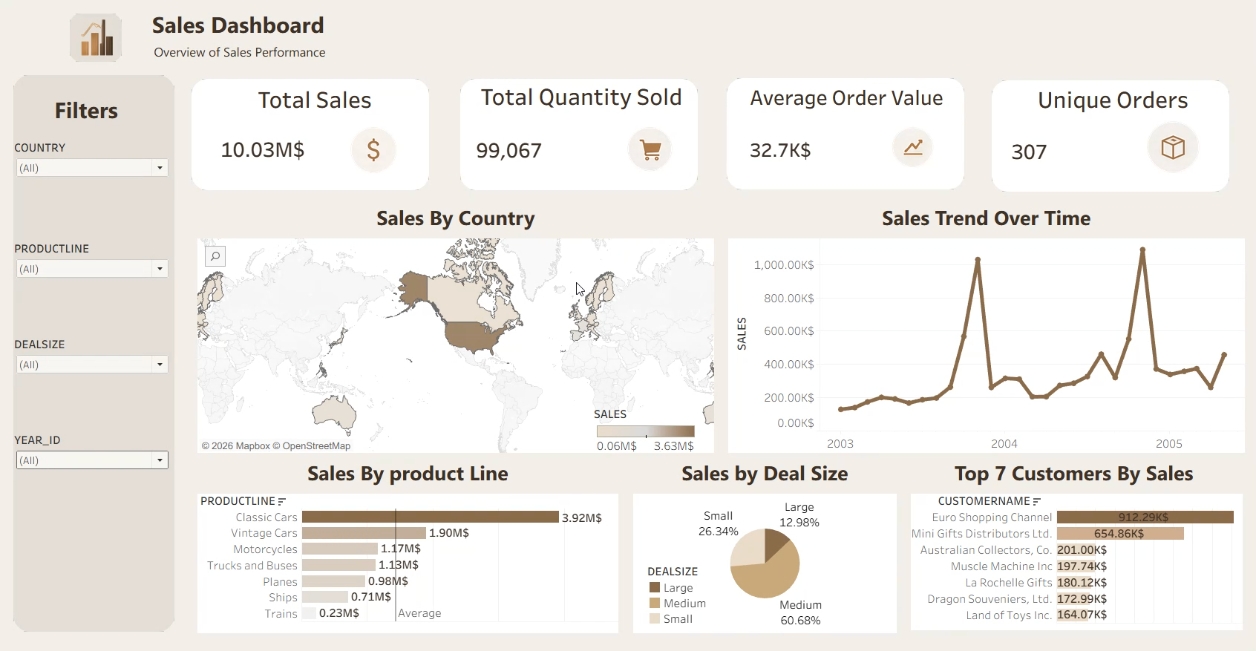 Sales Dashboard
Overview of Sales Performance
Filters
COUNTRY
(All)
PRODUCTLINE
(All)
DEALSIZE
(All)
YEAR_ID
(All)
Total Sales
10.03M$
$
Total Quantity Sold
99,067
Average Order Value
32.7K$
Unique Orders
307
Sales By Country
SALES
0.06M$ 3.63M$
© 2026 Mapbox © OpenStreetMap
Sales Trend Over Time
SALES
1,000.00K$
800.00K$
600.00K$
400.00K$
200.00K$
0.00K$
2003 2004 2005
Sales By product Line
PRODUCTLINE
Classic Cars 3.92M$
Vintage Cars 1.90M$
Motorcycles 1.17M$
Trucks and Buses 1.13M$
Planes 0.98M$
Ships 0.71M$
Trains 0.23M$ Average
Sales by Deal Size
Small
26.34%
Large
12.98%
Medium
60.68%
DEALSIZE
Large
Medium
Small
Top 7 Customers By Sales
CUSTOMERNAME
Euro Shopping Channel 912.29K$
Mini Gifts Distributors Ltd. 654.86K$
Australian Collectors, Co. 201.00K$
Muscle Machine Inc 197.74K$
La Rochelle Gifts 180.12K$
Dragon Souveniers, Ltd. 172.99K$
Land of Toys Inc. 164.07K$